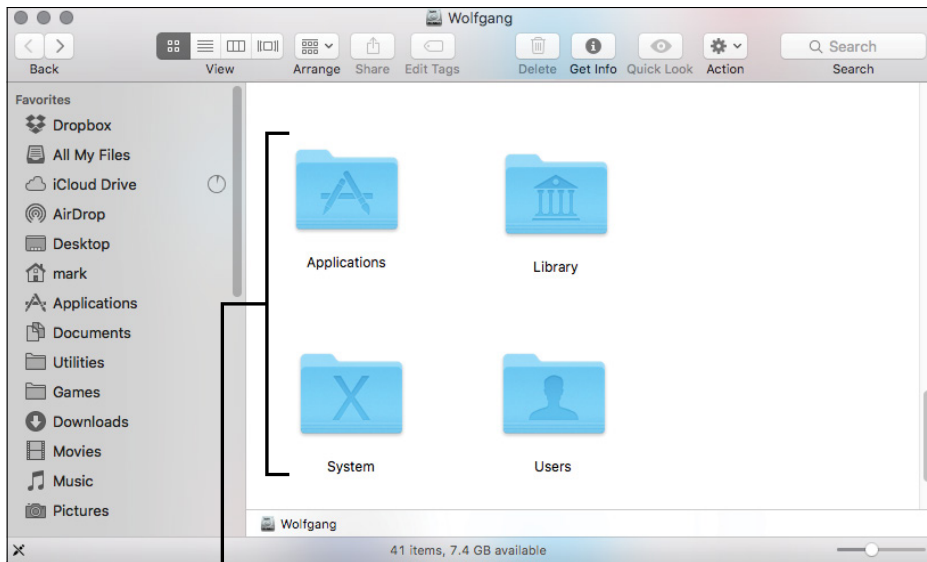 Wolfgang
Back
View
Arrange
Share
Edit Tags
Delete
Get Info
Quick Look
Action
Search
Search
Favorites
Dropbox
All My Files
iCloud Drive
AirDrop
Desktop
mark
Applications
Documents
Utilities
Games
Downloads
Movies
Music
Pictures
Applications
Library
System
Users
Wolfgang
41 items, 7.4 GB available